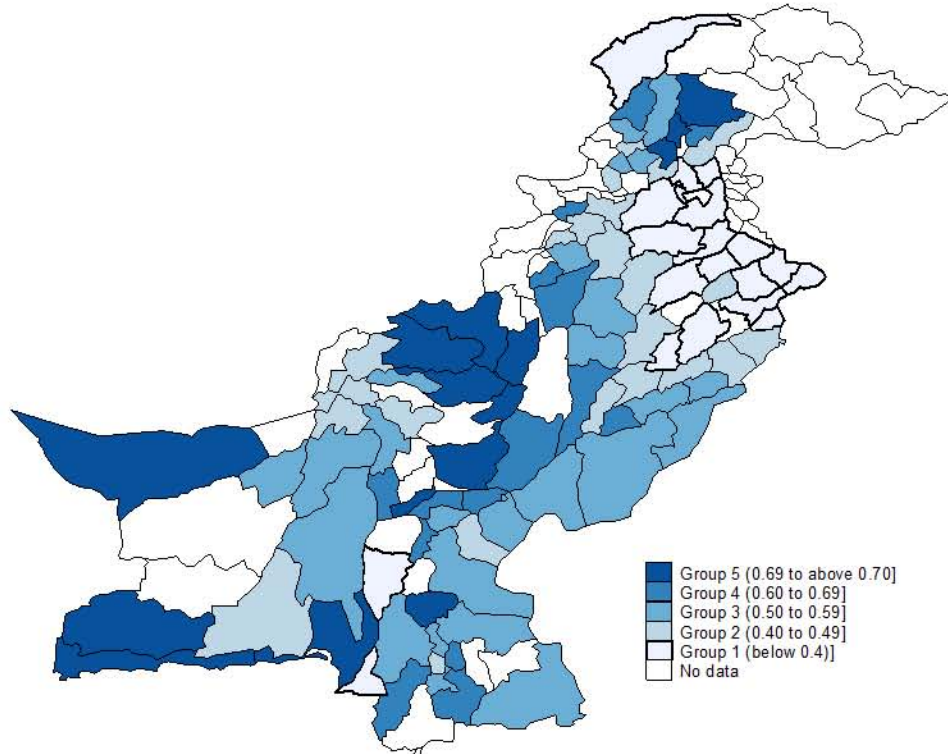 Group 5 (0.69 to above 0.70]
Group 4 (0.60 to 0.69]
Group 3 (0.50 to 0.59]
Group 2 (0.40 to 0.49]
Group 1 (below 0.4)]
No data